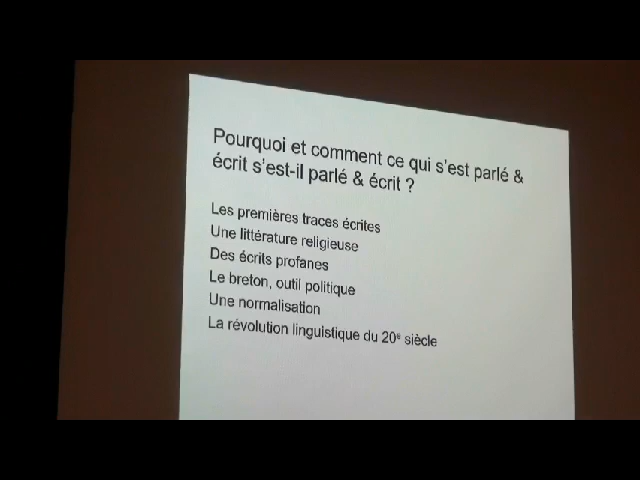 Pourquoi et comment ce qui s'est parlé &
écrit s'est-il parlé & écrit ?
Les premières traces écrites
Une littérature religieuse
Des écrits profanes
Le breton, outil politique
Une normalisation
La révolution linguistique du 20e siècle